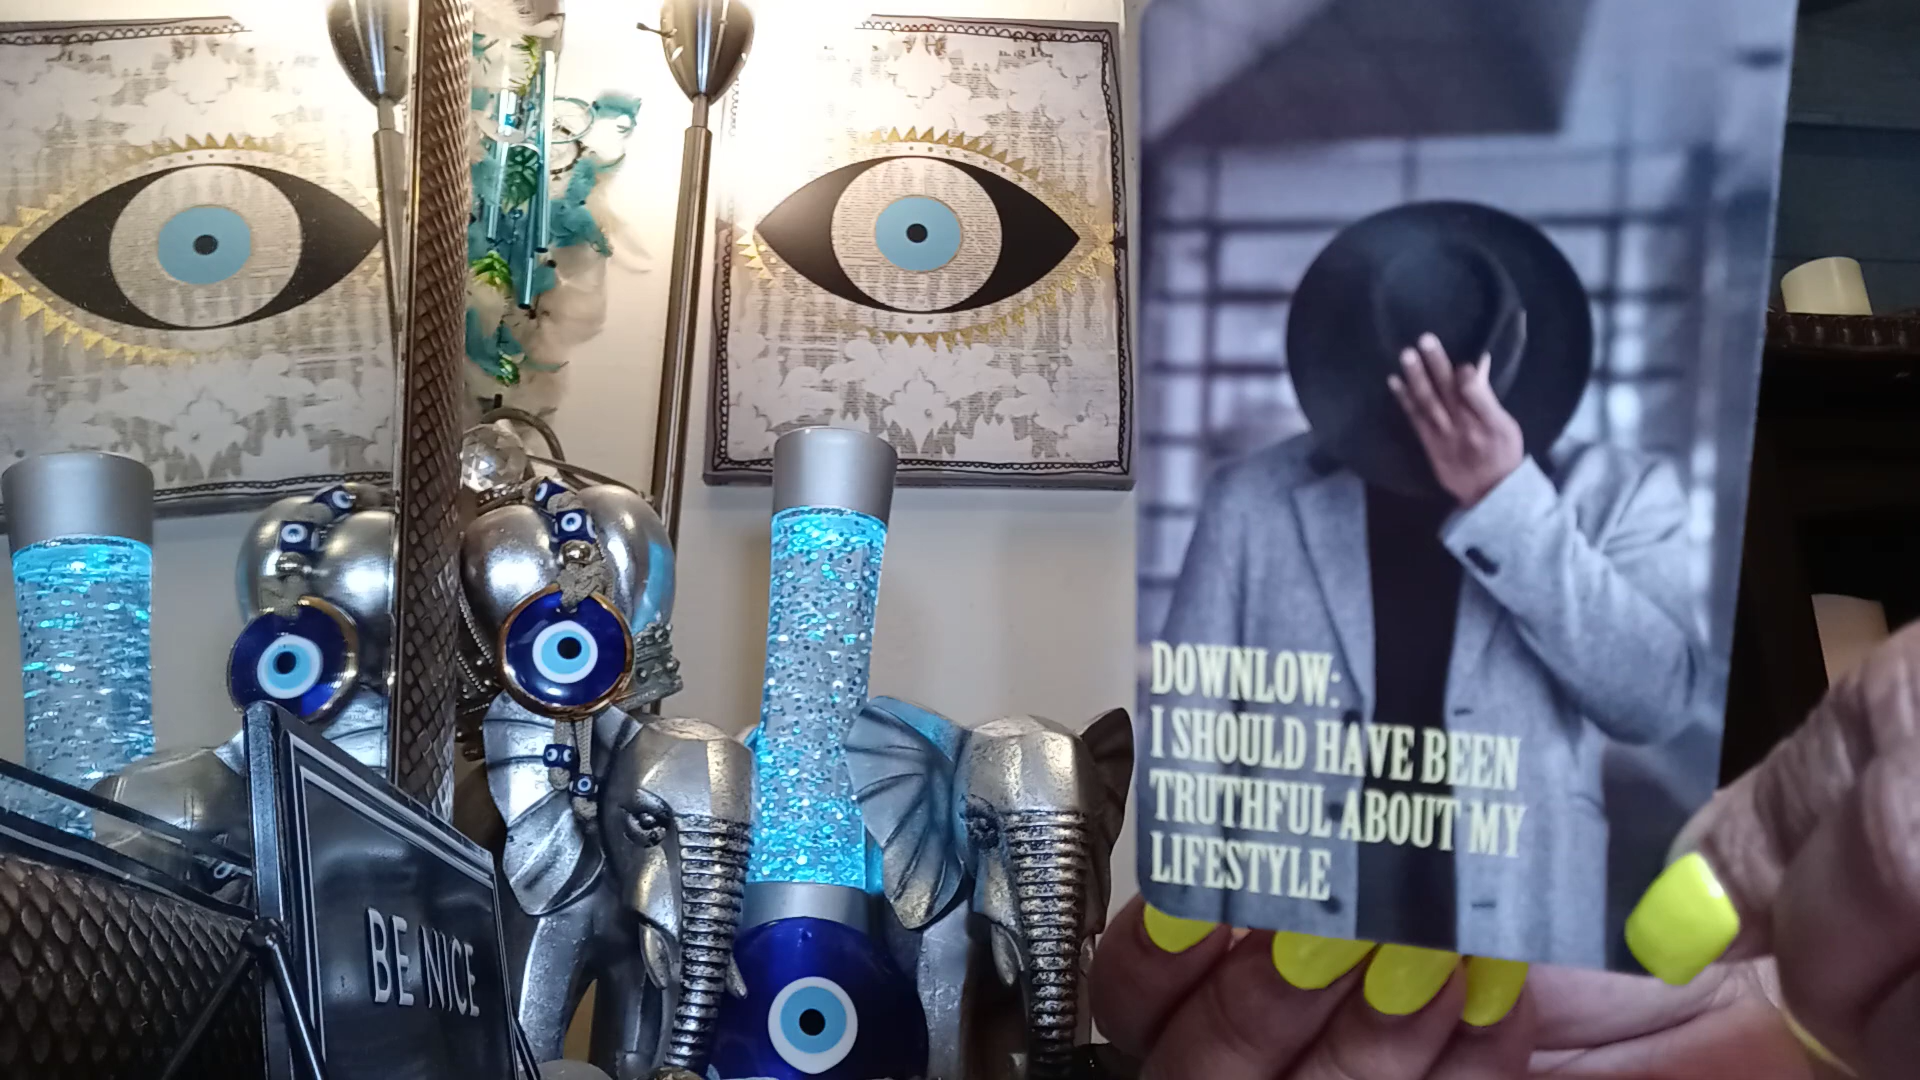 BE NICE
DOWNLOW:
I SHOULD HAVE BEEN
TRUTHFUL ABOUT MY
LIFESTYLE